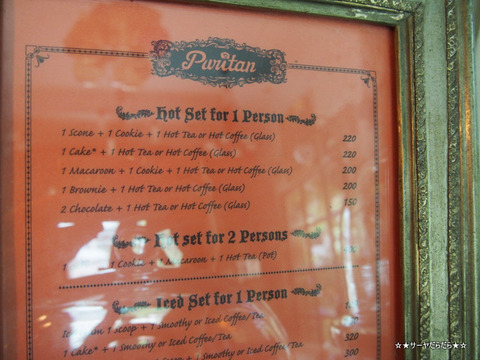 Puritan
Hot Set for 1 Person
1 Scone + 1 Cookie + 1 Hot Tea or Hot Coffee (Glass) 220
1 Cake* + 1 Hot Tea or Hot Coffee (Glass) 220
1 Macaroon + 1 Cookie + 1 Hot Tea or Hot Coffee (Glass) 200
1 Brownie + 1 Hot Tea or Hot Coffee (Glass) 200
2 Chocolate + 1 Hot Tea or Hot Coffee (Glass) 150
Hot set for 2 Persons
1 Cookie + Macaroon + 1 Hot Tea (Pot)
Iced Set for 1 Person
1 Scoop + 1 Smoothy or Iced Coffee/Tea
1 Cake* + 1 Smoothy or Iced Coffee/Tea 320
1 Smoothy or Iced Coffee/Tea 300
☆★サーヤだらだら★☆